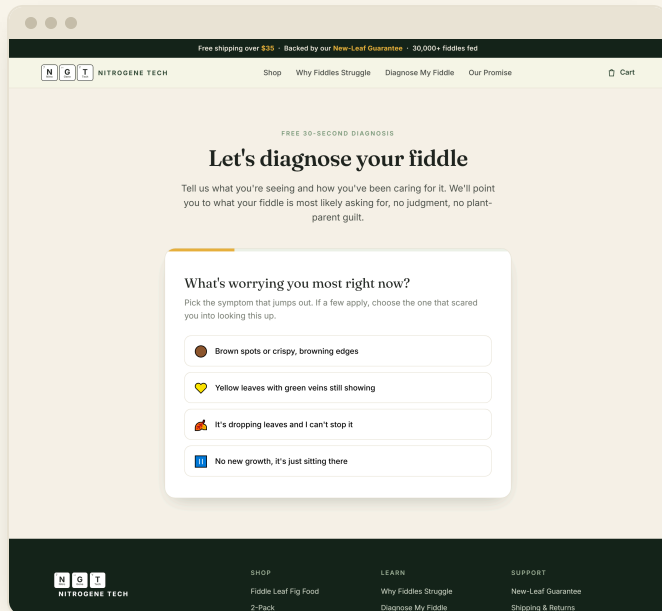 Free shipping over $35 · Backed by our New-Leaf Guarantee · 30,000+ fiddles fed
N G T NITROGENE TECH
Shop Why Fiddles Struggle Diagnose My Fiddle Our Promise
Cart
FREE 30-SECOND DIAGNOSIS
Let's diagnose your fiddle
Tell us what you're seeing and how you've been caring for it. We'll point
you to what your fiddle is most likely asking for, no judgment, no plant-
parent guilt.
What's worrying you most right now?
Pick the symptom that jumps out. If a few apply, choose the one that scared
you into looking this up.
Brown spots or crispy, browning edges
Yellow leaves with green veins still showing
It's dropping leaves and I can't stop it
No new growth, it's just sitting there
N G T
NITROGENE TECH
SHOP
Fiddle Leaf Fig Food
2-Pack
LEARN
Why Fiddles Struggle
Diagnose My Fiddle
SUPPORT
New-Leaf Guarantee
Shipping & Returns